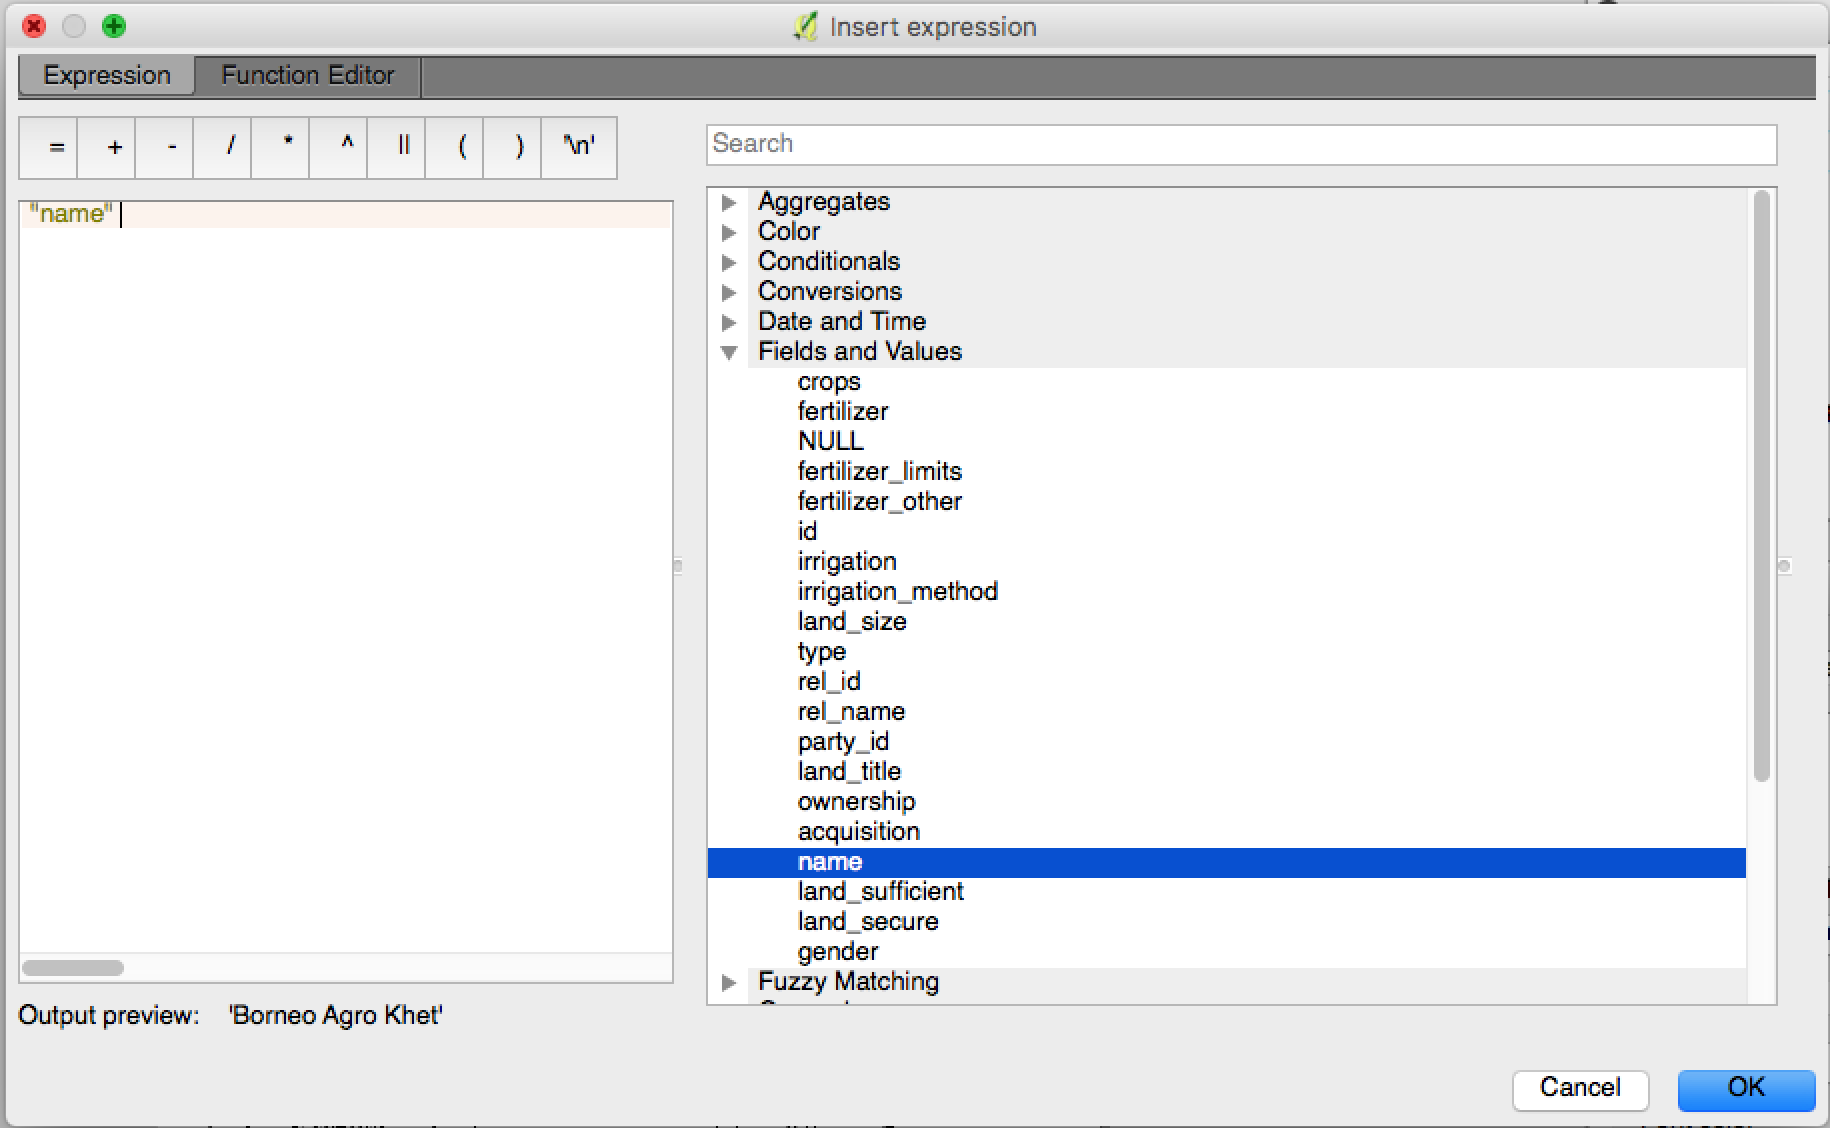 Insert expression
Expression Function Editor
= + - / * ^ || ( ) '\n'
Search
"name"
Aggregates
Color
Conditionals
Conversions
Date and Time
Fields and Values
crops
fertilizer
NULL
fertilizer_limits
fertilizer_other
id
irrigation
irrigation_method
land_size
type
rel_id
rel_name
party_id
land_title
ownership
acquisition
name
land_sufficient
land_secure
gender
Fuzzy Matching
Output preview: 'Borneo Agro Khet'
Cancel OK